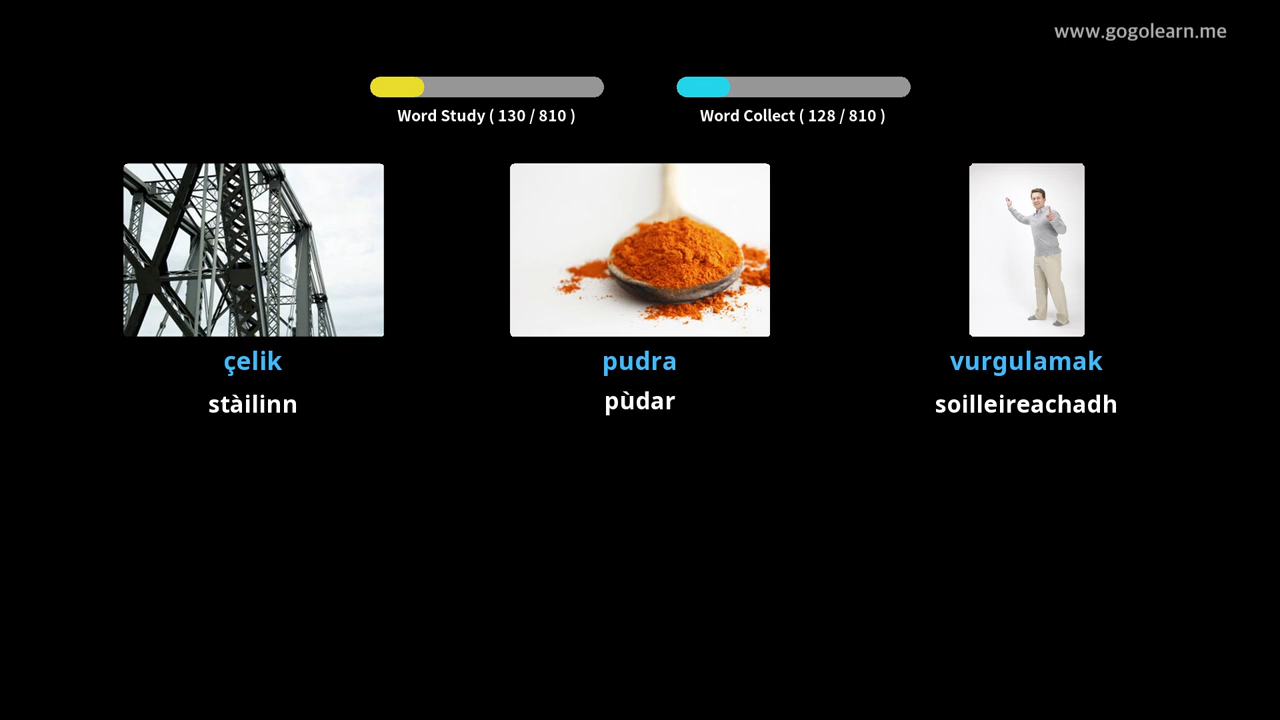 www.gogolearn.me
Word Study ( 130 / 810 )
Word Collect ( 128 / 810 )
çelik
pudra
vurgulamak
stàilinn
pùdar
soilleireachadh